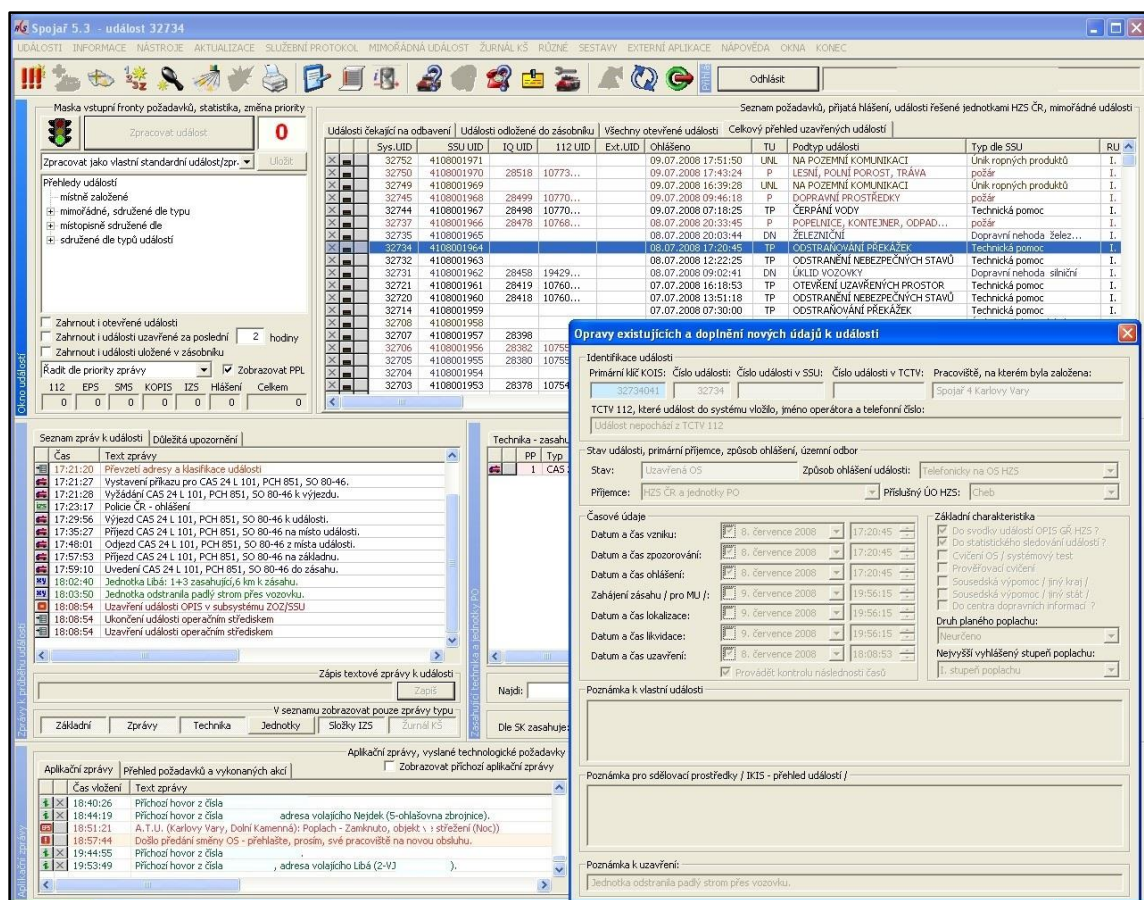 Spojař 5.3 - událost 32734
UDÁLOSTI INFORMACE NÁSTROJE AKTUALIZACE SLUŽEBNÍ PROTOKOL MIMOŘÁDNÁ UDÁLOST ŽURNÁL KŠ RŮZNÉ SESTAVY EXTERNÍ APLIKACE NÁPOVĚDA OKNA KONEC
Odhlásit
Maska vstupní fronty požadavků, statistika, změna priority
Zpracovat událost 0
Zpracovat jako vlastní standardní událost/zpr. Uložit
Přehledy událostí
místně založené
mimořádné, sdružené dle typu
místopisně sdružené dle
sdružené dle typů událostí
Zahrnout i otevřené události
Zahrnout i události uzavřené za poslední 2 hodiny
Zahrnout i události uložené v zásobníku
Řadit dle priority zprávy Zobrazovat PPL
112 EPS SMS KOPIS IZS Hlášení Celkem
0 0 0 0 0 0 0
Okno událostí
Seznam požadavků, přijatá hlášení, události řešené jednotkami HZS ČR, mimořádné události
Události čekající na odbavení Události odložené do zásobníku Všechny otevřené události Celkový přehled uzavřených událostí
Sys.UID SSU UID IQ UID 112 UID Ext.UID Ohlášeno TU Podtyp události Typ dle SSU RU
32752 4108001971 09.07.2008 17:51:50 UNL NA POZEMNÍ KOMUNIKACI Únik ropných produktů I.
32750 4108001970 28518 10773... 09.07.2008 17:43:24 P LESNÍ, POLNÍ POROST, TRÁVA požár I.
32749 4108001969 09.07.2008 16:39:28 UNL NA POZEMNÍ KOMUNIKACI Únik ropných produktů I.
32745 4108001968 28499 10770... 09.07.2008 09:46:18 P DOPRAVNÍ PROSTŘEDKY požár I.
32744 4108001967 28498 10770... 09.07.2008 07:18:25 TP ČERPÁNÍ VODY Technická pomoc I.
32737 4108001966 28478 10768... 08.07.2008 20:33:45 P POPELNICE, KONTEJNER, ODPAD... požár I.
32735 4108001965 08.07.2008 20:03:44 DN ŽELEZNIČNÍ Dopravní nehoda želez... I.
32734 4108001964 08.07.2008 17:20:45 TP ODSTRAŇOVÁNÍ PŘEKÁŽEK Technická pomoc I.
32732 4108001963 08.07.2008 12:22:25 TP ODSTRANĚNÍ NEBEZPEČNÝCH STAVŮ Technická pomoc I.
32731 4108001962 28458 19429... 08.07.2008 09:02:41 DN ÚKLID VOZOVKY Dopravní nehoda silniční I.
32721 4108001961 28419 10760... 07.07.2008 16:18:53 TP OTEVŘENÍ UZAVŘENÝCH PROSTOR Technická pomoc I.
32720 4108001960 28418 10760... 07.07.2008 13:51:18 TP ODSTRANĚNÍ NEBEZPEČNÝCH STAVŮ Technická pomoc I.
32714 4108001959 07.07.2008 07:30:00 TP ODSTRAŇOVÁNÍ PŘEKÁŽEK Technická pomoc I.
32708 4108001958
32707 4108001957 28398
32706 4108001956 28382 10755
32705 4108001955 28380 10755
32704 4108001954
32703 4108001953 28378 10754
Opravy existujících a doplnění nových údajů k události
Identifikace události
Primární klíč KOIS: Číslo události: Číslo události v SSU: Číslo události v TCTV: Pracoviště, na kterém byla založena:
32734041 32734 Spojař 4 Karlovy Vary
TCTV 112, které událost do systému vložilo, jméno operátora a telefonní číslo:
Událost nepochází z TCTV 112
Stav události, primární příjemce, způsob ohlášení, územní odbor
Stav: Uzavřená OS Způsob ohlášení události: Telefonicky na OS HZS
Příjemce: HZS ČR a jednotky PO Příslušný ÚO HZS: Cheb
Časové údaje
Datum a čas vzniku: 8. července 2008 17:20:45
Datum a čas zpozorování: 8. července 2008 17:20:45
Datum a čas ohlášení: 8. července 2008 17:20:45
Zahájení zásahu / pro MU /: 9. července 2008 19:56:15
Datum a čas lokalizace: 9. července 2008 19:56:15
Datum a čas likvidace: 9. července 2008 19:56:15
Datum a čas uzavření: 8. července 2008 18:08:53
Provádět kontrolu následnosti časů
Základní charakteristika
Do svodky událostí OPIS GŘ HZS ?
Do statistického sledování událostí ?
Cvičení OS / systémový test
Prověřovací cvičení
Sousedská výpomoc / jiný kraj /
Sousedská výpomoc / jiný stát /
Do centra dopravních informací ?
Druh planého poplachu:
Neurčeno
Nejvyšší vyhlášený stupeň poplachu:
I. stupeň poplachu
Poznámka k vlastní události
Poznámka pro sdělovací prostředky / IKIS - přehled událostí /
Poznámka k uzavření:
Jednotka odstranila padlý strom přes vozovku.
Seznam zpráv k události Důležitá upozornění
Čas Text zprávy
17:21:20 Převzetí adresy a klasifikace události
17:21:27 Vystavení příkazu pro CAS 24 L 101, PCH 851, SO 80-46.
17:21:28 Vyžádání CAS 24 L 101, PCH 851, SO 80-46 k výjezdu.
17:23:17 Policie ČR - ohlášení
17:29:56 Výjezd CAS 24 L 101, PCH 851, SO 80-46 k události.
17:35:27 Příjezd CAS 24 L 101, PCH 851, SO 80-46 na místo události.
17:48:01 Odjezd CAS 24 L 101, PCH 851, SO 80-46 z místa události.
17:57:53 Příjezd CAS 24 L 101, PCH 851, SO 80-46 na základnu.
17:59:10 Uvedení CAS 24 L 101, PCH 851, SO 80-46 do zásahu.
18:02:40 Jednotka Libá: 1+3 zasahující,6 km k zásahu.
18:03:50 Jednotka odstranila padlý strom přes vozovku.
18:08:54 Uzavření události OPIS v subsystému ZOZ/SSU
18:08:54 Ukončení události operačním střediskem
18:08:54 Uzavření události operačním střediskem
Zápis textové zprávy k události
Zapiš
V seznamu zobrazovat pouze zprávy typu
Základní Zprávy Technika Jednotky Složky IZS Žurnál KŠ
Zprávy k průběhu události
Technika - zasahu
PP Typ
1 CAS
Najdi:
Dle SK zasahuje:
Zasahující technika a jednotky PO
Aplikační zprávy, vyslané technologické požadavky
Aplikační zprávy Přehled požadavků a vykonaných akcí Zobrazovat příchozí aplikační zprávy
Čas vložení Text zprávy
18:40:26 Příchozí hovor z čísla
18:44:19 Příchozí hovor z čísla adresa volajícího Nejdek (5-ohlašovna zbrojnice).
18:51:21 A.T.U. (Karlovy Vary, Dolní Kamenná): Poplach - Zamknuto, objekt střežení (Noc))
18:57:44 Došlo předání směny OS - přehlašte, prosím, své pracoviště na novou obsluhu.
19:44:55 Příchozí hovor z čísla .
19:53:49 Příchozí hovor z čísla , adresa volajícího Libá (2-VJ ).
Aplikační zprávy